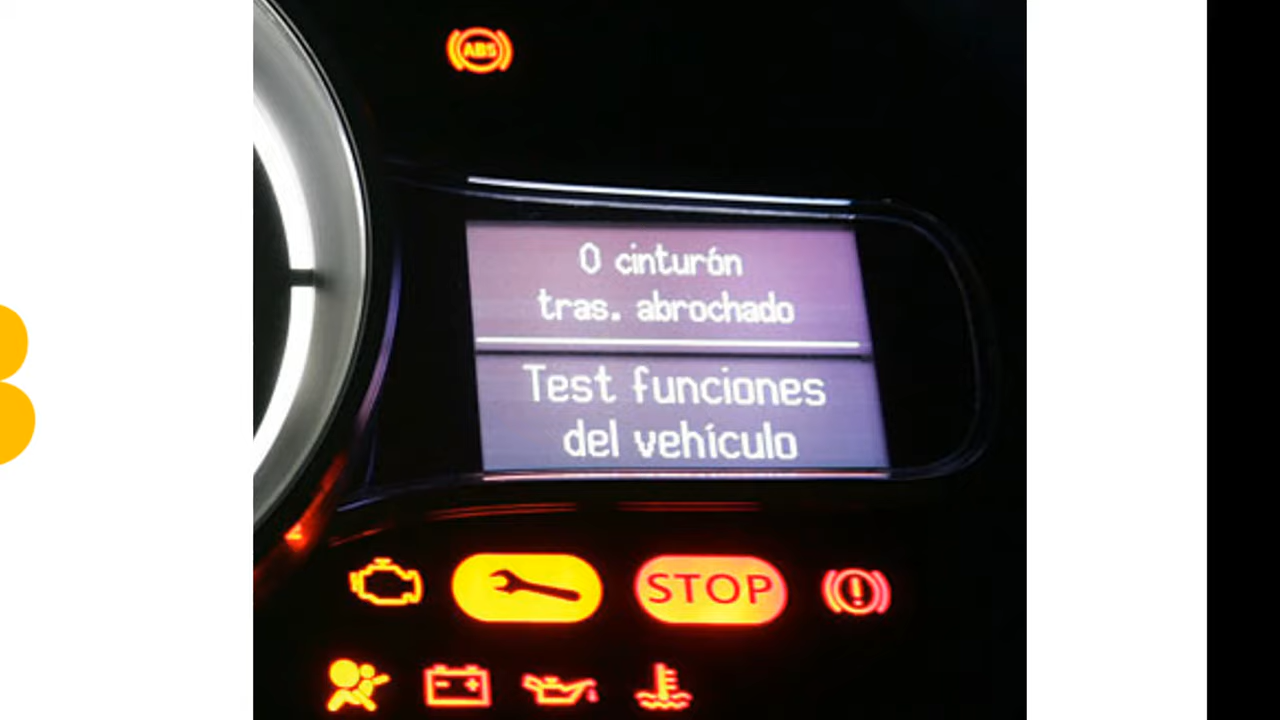 ABS
0 cinturón
tras. abrochado
Test funciones
del vehículo
STOP